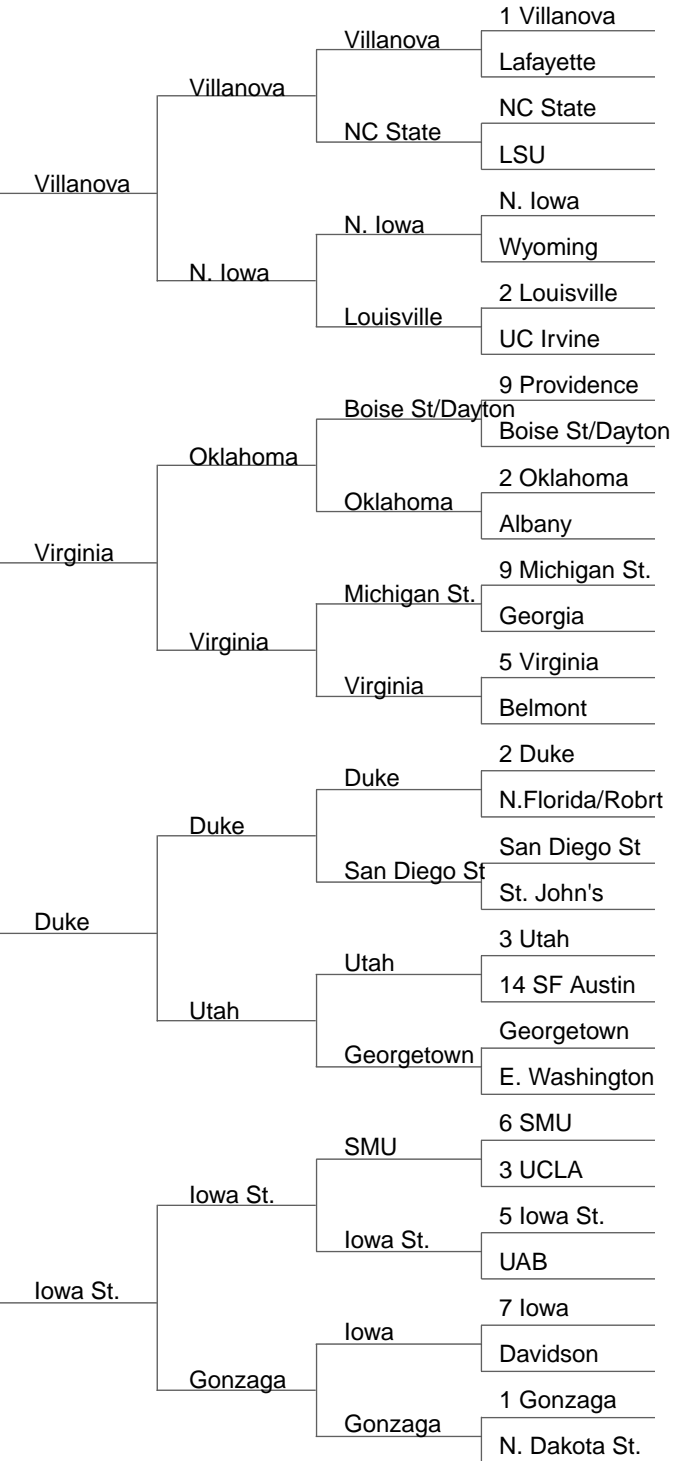 1 Villanova
Villanova
Lafayette
Villanova
NC State
NC State
LSU
Villanova
N. Iowa
N. Iowa
Wyoming
N. Iowa
2 Louisville
Louisville
UC Irvine
9 Providence
Boise St/Dayton
Boise St/Dayton
Oklahoma
2 Oklahoma
Oklahoma
Albany
Virginia
9 Michigan St.
Michigan St.
Georgia
Virginia
5 Virginia
Virginia
Belmont
2 Duke
Duke
N.Florida/Robrt
Duke
San Diego St
San Diego St
St. John's
Duke
3 Utah
Utah
14 SF Austin
Utah
Georgetown
Georgetown
E. Washington
6 SMU
SMU
3 UCLA
Iowa St.
5 Iowa St.
Iowa St.
UAB
Iowa St.
7 Iowa
Iowa
Davidson
Gonzaga
1 Gonzaga
Gonzaga
N. Dakota St.